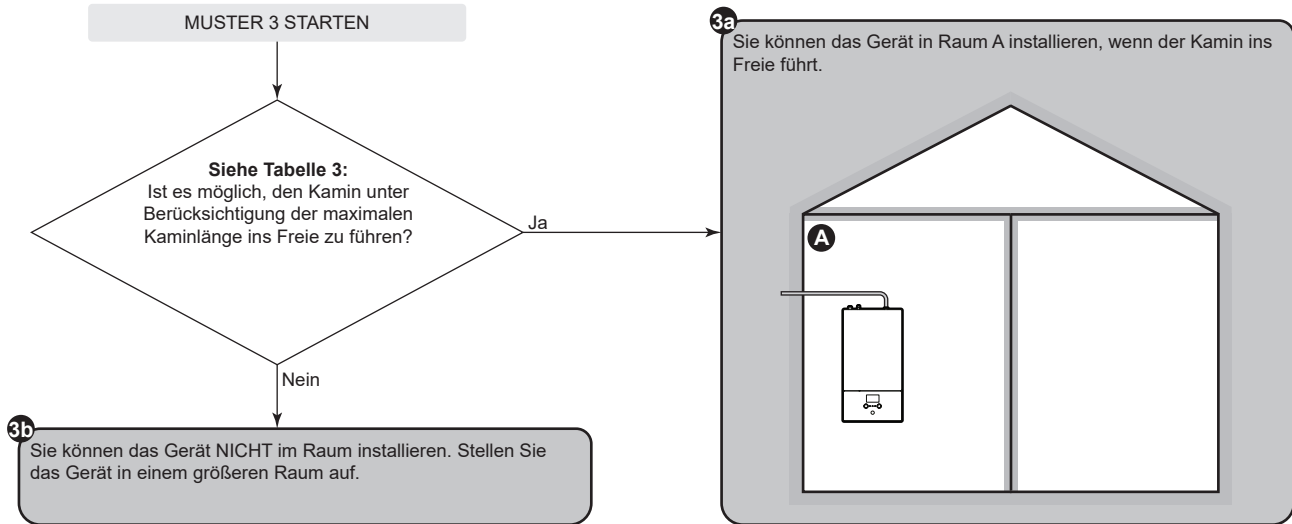 MUSTER 3 STARTEN
Siehe Tabelle 3:
Ist es möglich, den Kamin unter
Berücksichtigung der maximalen
Kaminlänge ins Freie zu führen?
Ja
Nein
3a
Sie können das Gerät in Raum A installieren, wenn der Kamin ins
Freie führt.
A
3b
Sie können das Gerät NICHT im Raum installieren. Stellen Sie
das Gerät in einem größeren Raum auf.